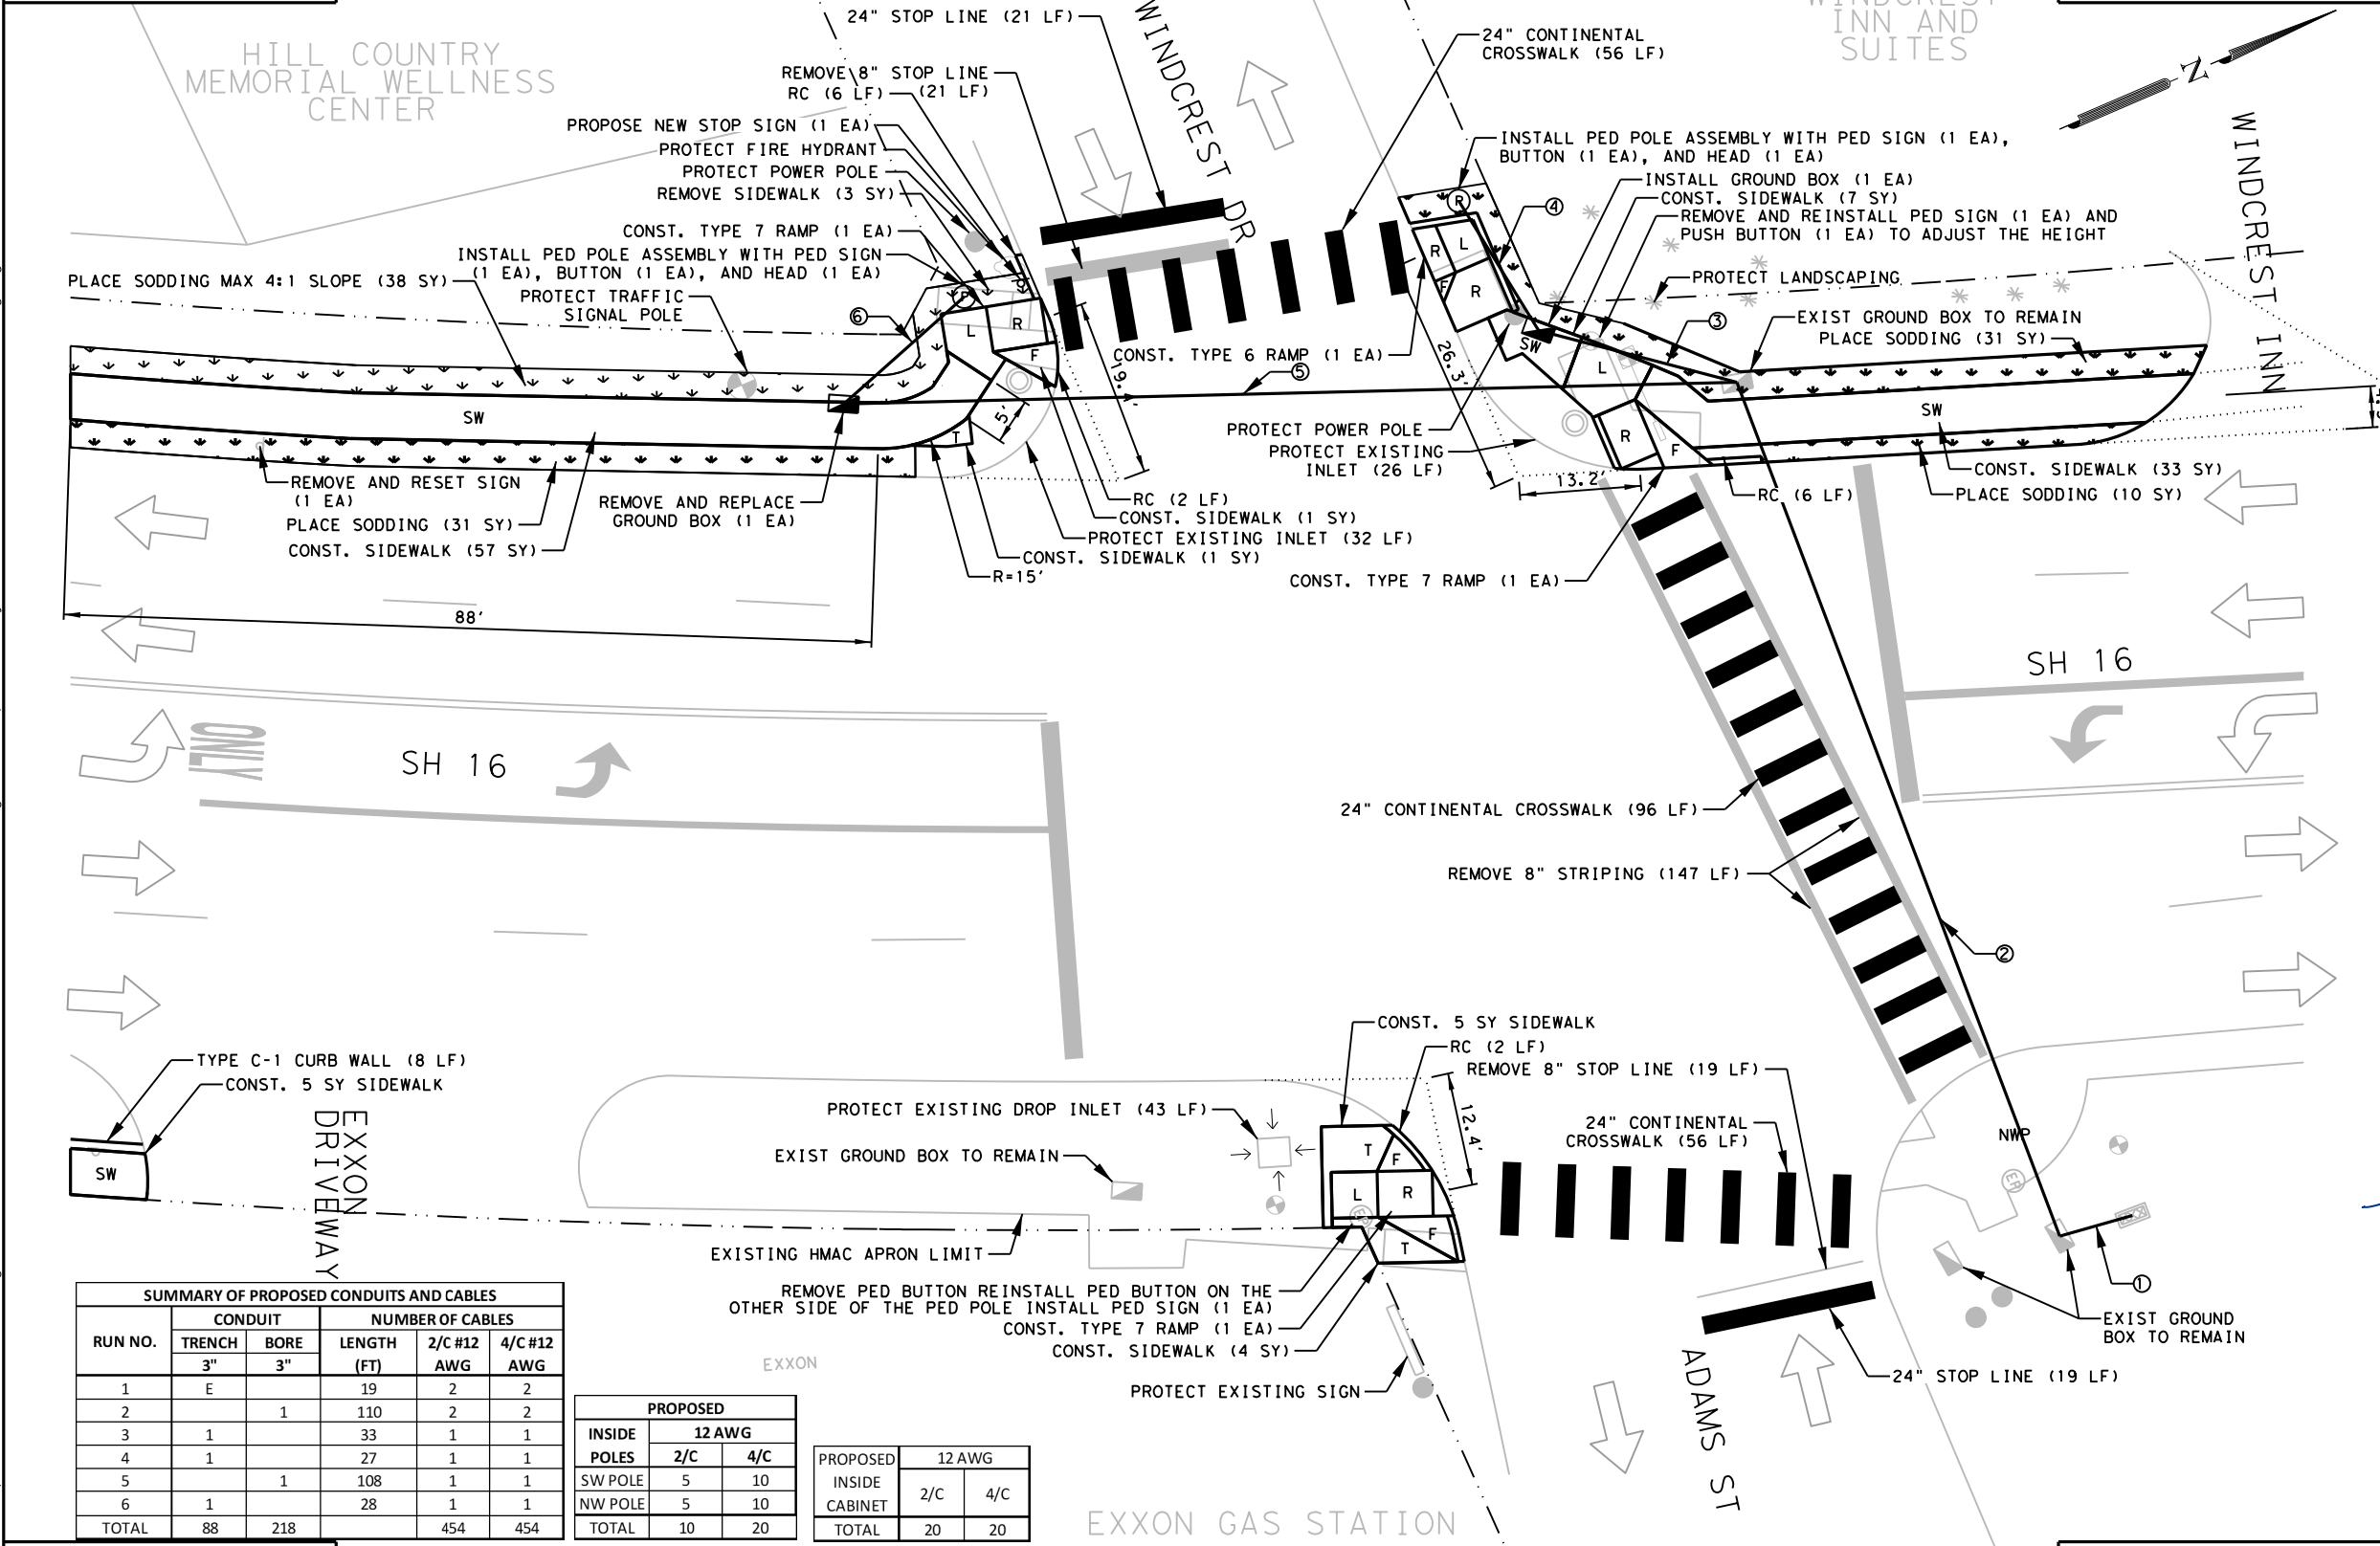 HILL COUNTRY
MEMORIAL WELLNESS
CENTER
24" STOP LINE (21 LF)
REMOVE 8" STOP LINE
(21 LF)
RC (6 LF)
PROPOSE NEW STOP SIGN (1 EA)
PROTECT FIRE HYDRANT
PROTECT POWER POLE
REMOVE SIDEWALK (3 SY)
CONST. TYPE 7 RAMP (1 EA)
INSTALL PED POLE ASSEMBLY WITH PED SIGN
(1 EA), BUTTON (1 EA), AND HEAD (1 EA)
PLACE SODDING MAX 4:1 SLOPE (38 SY)
PROTECT TRAFFIC
SIGNAL POLE
6
WINDCREST DR
24" CONTINENTAL
CROSSWALK (56 LF)
INN AND
SUITES
N
WINDCREST INN
INSTALL PED POLE ASSEMBLY WITH PED SIGN (1 EA),
BUTTON (1 EA), AND HEAD (1 EA)
INSTALL GROUND BOX (1 EA)
CONST. SIDEWALK (7 SY)
REMOVE AND REINSTALL PED SIGN (1 EA) AND
PUSH BUTTON (1 EA) TO ADJUST THE HEIGHT
4
PROTECT LANDSCAPING
3
EXIST GROUND BOX TO REMAIN
PLACE SODDING (31 SY)
CONST. TYPE 6 RAMP (1 EA)
5
R
R
L
F
R
SW
L
R
F
L
R
F
T
5'
26.3'
13.2'
SW
SW
PROTECT POWER POLE
PROTECT EXISTING
INLET (26 LF)
REMOVE AND RESET SIGN
(1 EA)
PLACE SODDING (31 SY)
CONST. SIDEWALK (57 SY)
REMOVE AND REPLACE
GROUND BOX (1 EA)
RC (2 LF)
CONST. SIDEWALK (1 SY)
PROTECT EXISTING INLET (32 LF)
CONST. SIDEWALK (1 SY)
R=15'
CONST. TYPE 7 RAMP (1 EA)
RC (6 LF)
CONST. SIDEWALK (33 SY)
PLACE SODDING (10 SY)
88'
SH 16
ONLY
SH 16
24" CONTINENTAL CROSSWALK (96 LF)
REMOVE 8" STRIPING (147 LF)
2
TYPE C-1 CURB WALL (8 LF)
CONST. 5 SY SIDEWALK
SW
EXXON
DRIVEWAY
CONST. 5 SY SIDEWALK
RC (2 LF)
REMOVE 8" STOP LINE (19 LF)
PROTECT EXISTING DROP INLET (43 LF)
12.4'
24" CONTINENTAL
CROSSWALK (56 LF)
EXIST GROUND BOX TO REMAIN
T
F
L
R
F
T
NWP
EXISTING HMAC APRON LIMIT
REMOVE PED BUTTON REINSTALL PED BUTTON ON THE
OTHER SIDE OF THE PED POLE INSTALL PED SIGN (1 EA)
CONST. TYPE 7 RAMP (1 EA)
CONST. SIDEWALK (4 SY)
PROTECT EXISTING SIGN
1
EXIST GROUND
BOX TO REMAIN
24" STOP LINE (19 LF)
ADAMS ST
EXXON
EXXON GAS STATION
SUMMARY OF PROPOSED CONDUITS AND CABLES
RUN NO. CONDUIT NUMBER OF CABLES
TRENCH BORE LENGTH 2/C #12 4/C #12
3" 3" (FT) AWG AWG
1 E 19 2 2
2 1 110 2 2
3 1 33 1 1
4 1 27 1 1
5 1 108 1 1
6 1 28 1 1
TOTAL 88 218 454 454
PROPOSED
INSIDE 12 AWG
POLES 2/C 4/C
SW POLE 5 10
NW POLE 5 10
TOTAL 10 20
PROPOSED 12 AWG
INSIDE 2/C 4/C
CABINET
TOTAL 20 20